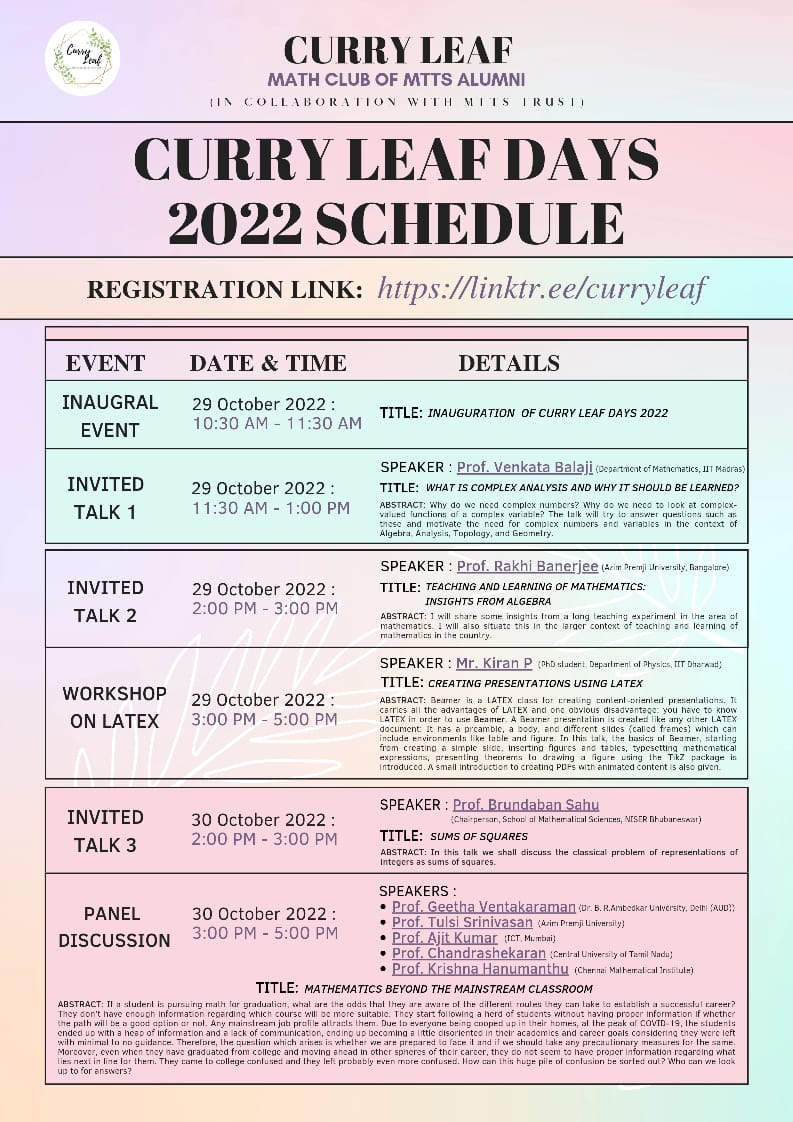 Curry
Leaf
CURRY LEAF
MATH CLUB OF MTTS ALUMNI
(IN COLLABORATION WITH MTTS TRUST)
CURRY LEAF DAYS
2022 SCHEDULE
REGISTRATION LINK: https://linktr.ee/curryleaf
EVENT DATE & TIME DETAILS
INAUGRAL
EVENT
29 October 2022 :
10:30 AM - 11:30 AM
TITLE: INAUGURATION OF CURRY LEAF DAYS 2022
INVITED
TALK 1
29 October 2022 :
11:30 AM - 1:00 PM
SPEAKER : Prof. Venkata Balaji (Department of Mathematics, IIT Madras)
TITLE: WHAT IS COMPLEX ANALYSIS AND WHY IT SHOULD BE LEARNED?
ABSTRACT: Why do we need complex numbers? Why do we need to look at complex-
valued functions of a complex variable? The talk will try to answer questions such as
these and motivate the need for complex numbers and variables in the context of
Algebra, Analysis, Topology, and Geometry.
INVITED
TALK 2
29 October 2022 :
2:00 PM - 3:00 PM
SPEAKER : Prof. Rakhi Banerjee (Azim Premji University, Bangalore)
TITLE: TEACHING AND LEARNING OF MATHEMATICS:
INSIGHTS FROM ALGEBRA
ABSTRACT: I will share some insights from a long teaching experiment in the area of
mathematics. I will also situate this in the larger context of teaching and learning of
mathematics in the country.
WORKSHOP
ON LATEX
29 October 2022 :
3:00 PM - 5:00 PM
SPEAKER : Mr. Kiran P (PhD student, Department of Physics, IIT Dharwad)
TITLE: CREATING PRESENTATIONS USING LATEX
ABSTRACT: Beamer is a LATEX class for creating content-oriented presentations. It
carries all the advantages of LATEX and one obvious disadvantage: you have to know
LATEX in order to use Beamer. A Beamer presentation is created like any other LATEX
document: It has a preamble, a body, and different slides (called frames) which can
include environments like table and figure. In this talk, the basics of Beamer, starting
from creating a simple slide, inserting figures and tables, typesetting mathematical
expressions, presenting theorems to drawing a figure using the TikZ package is
introduced. A small introduction to creating PDFs with animated content is also given.
INVITED
TALK 3
30 October 2022 :
2:00 PM - 3:00 PM
SPEAKER : Prof. Brundaban Sahu
(Chairperson, School of Mathematical Sciences, NISER Bhubaneswar)
TITLE: SUMS OF SQUARES
ABSTRACT: In this talk we shall discuss the classical problem of representations of
integers as sums of squares.
PANEL
DISCUSSION
30 October 2022 :
3:00 PM - 5:00 PM
SPEAKERS :
• Prof. Geetha Ventakaraman (Dr. B. R.Ambedkar University, Delhi (AUD))
• Prof. Tulsi Srinivasan (Azim Premji University)
• Prof. Ajit Kumar (ICT, Mumbai)
• Prof. Chandrashekaran (Central University of Tamil Nadu)
• Prof. Krishna Hanumanthu (Chennai Mathematical Institute)
TITLE: MATHEMATICS BEYOND THE MAINSTREAM CLASSROOM
ABSTRACT: If a student is pursuing math for graduation, what are the odds that they are aware of the different routes they can take to establish a successful career?
They don't have enough information regarding which course will be more suitable. They start following a herd of students without having proper information if whether
the path will be a good option or not. Any mainstream job profile attracts them. Due to everyone being cooped up in their homes, at the peak of COVID-19, the students
ended up with a heap of information and a lack of communication, ending up becoming a little disoriented in their academics and career goals considering they were left
with minimal to no guidance. Therefore, the question which arises is whether we are prepared to face it and if we should take any precautionary measures for the same.
Moreover, even when they have graduated from college and moving ahead in other spheres of their career, they do not seem to have proper information regarding what
lies next in line for them. They came to college confused and they left probably even more confused. How can this huge pile of confusion be sorted out? Who can we look
up to for answers?